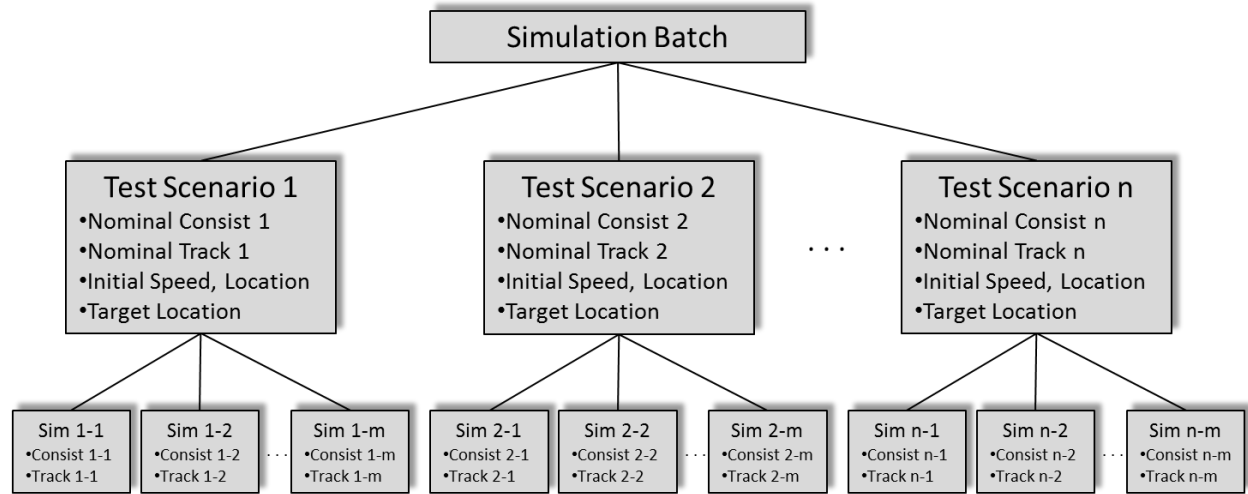 Simulation Batch
Test Scenario 1
•Nominal Consist 1
•Nominal Track 1
•Initial Speed, Location
•Target Location
Test Scenario 2
•Nominal Consist 2
•Nominal Track 2
•Initial Speed, Location
•Target Location
. . .
Test Scenario n
•Nominal Consist n
•Nominal Track n
•Initial Speed, Location
•Target Location
Sim 1-1
•Consist 1-1
•Track 1-1
Sim 1-2
•Consist 1-2
•Track 1-2
. . .
Sim 1-m
•Consist 1-m
•Track 1-m
Sim 2-1
•Consist 2-1
•Track 2-1
Sim 2-2
•Consist 2-2
•Track 2-2
. . .
Sim 2-m
•Consist 2-m
•Track 2-m
Sim n-1
•Consist n-1
•Track n-1
Sim n-2
•Consist n-2
•Track n-2
. . .
Sim n-m
•Consist n-m
•Track n-m